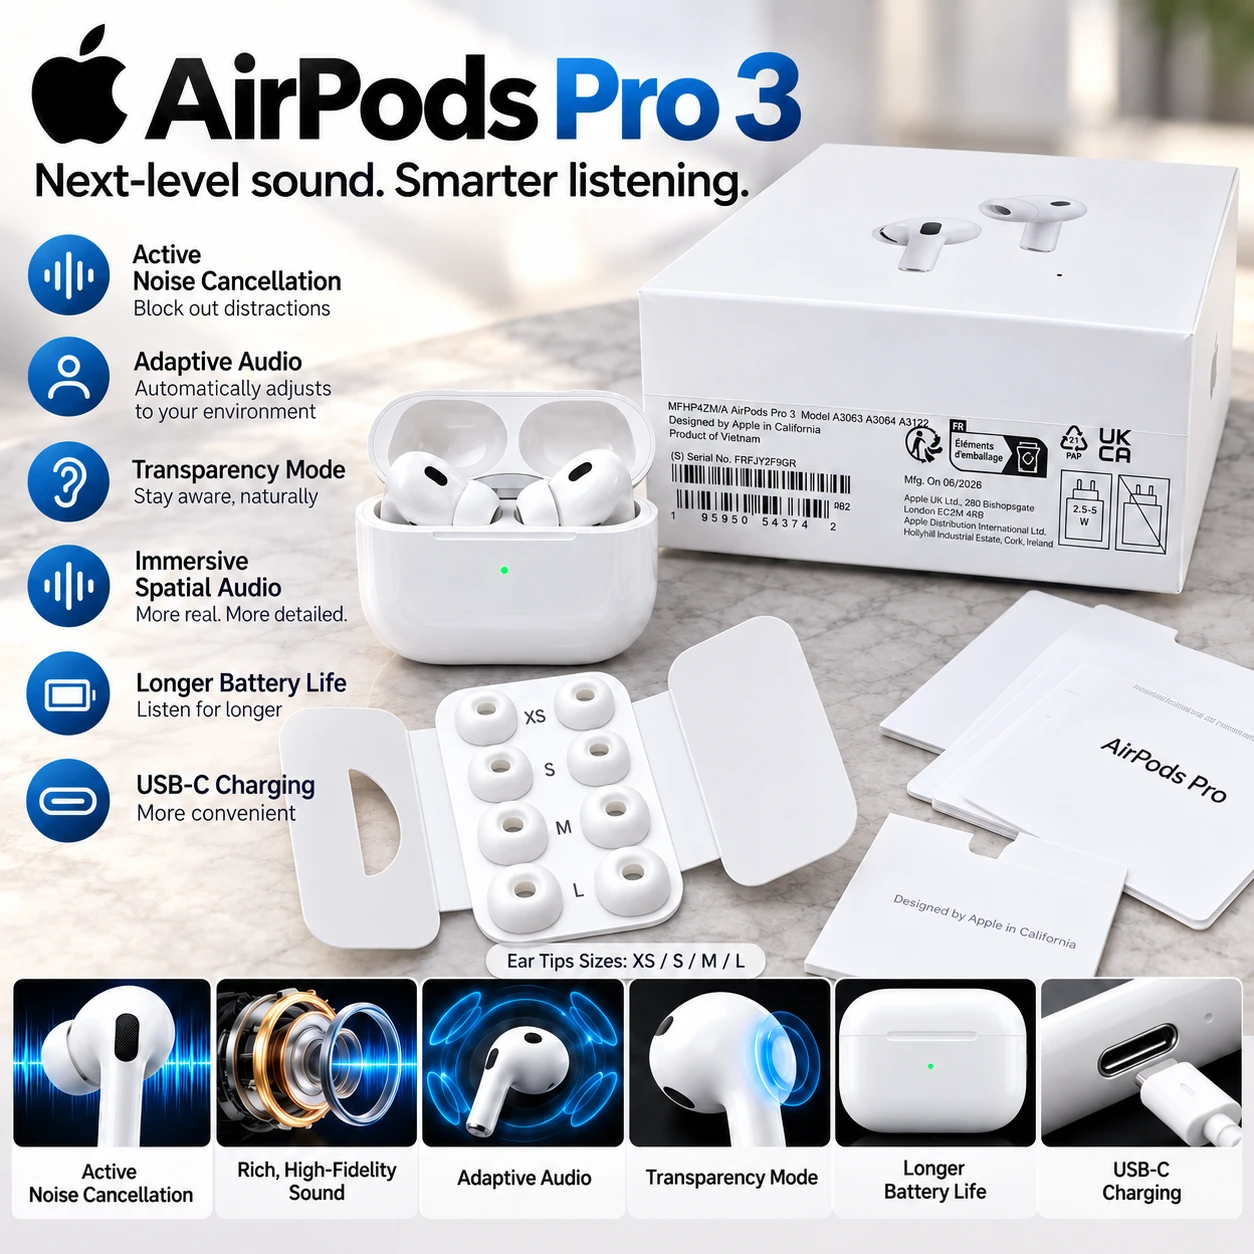 AirPods Pro 3
Next-level sound. Smarter listening.
Active
Noise Cancellation
Block out distractions
Adaptive Audio
Automatically adjusts
to your environment
Transparency Mode
Stay aware, naturally
Immersive
Spatial Audio
More real. More detailed.
Longer Battery Life
Listen for longer
USB-C Charging
More convenient
MFHP4ZM/A AirPods Pro 3 Model A3063 A3064 A3122
Designed by Apple in California
Product of Vietnam
(S) Serial No. FRFJY2F9GR
1 95950 54374 2
FR
Éléments
d'emballage
21
PAP
UK
CA
Mfg. On 06/2026
Apple UK Ltd., 280 Bishopsgate
London EC2M 4RB
Apple Distribution International Ltd.
Hollyhill Industrial Estate, Cork, Ireland
2.5-5
W
XS
S
M
L
AirPods Pro
Designed by Apple in California
Ear Tips Sizes: XS / S / M / L
Active
Noise Cancellation
Rich, High-Fidelity
Sound
Adaptive Audio
Transparency Mode
Longer
Battery Life
USB-C
Charging